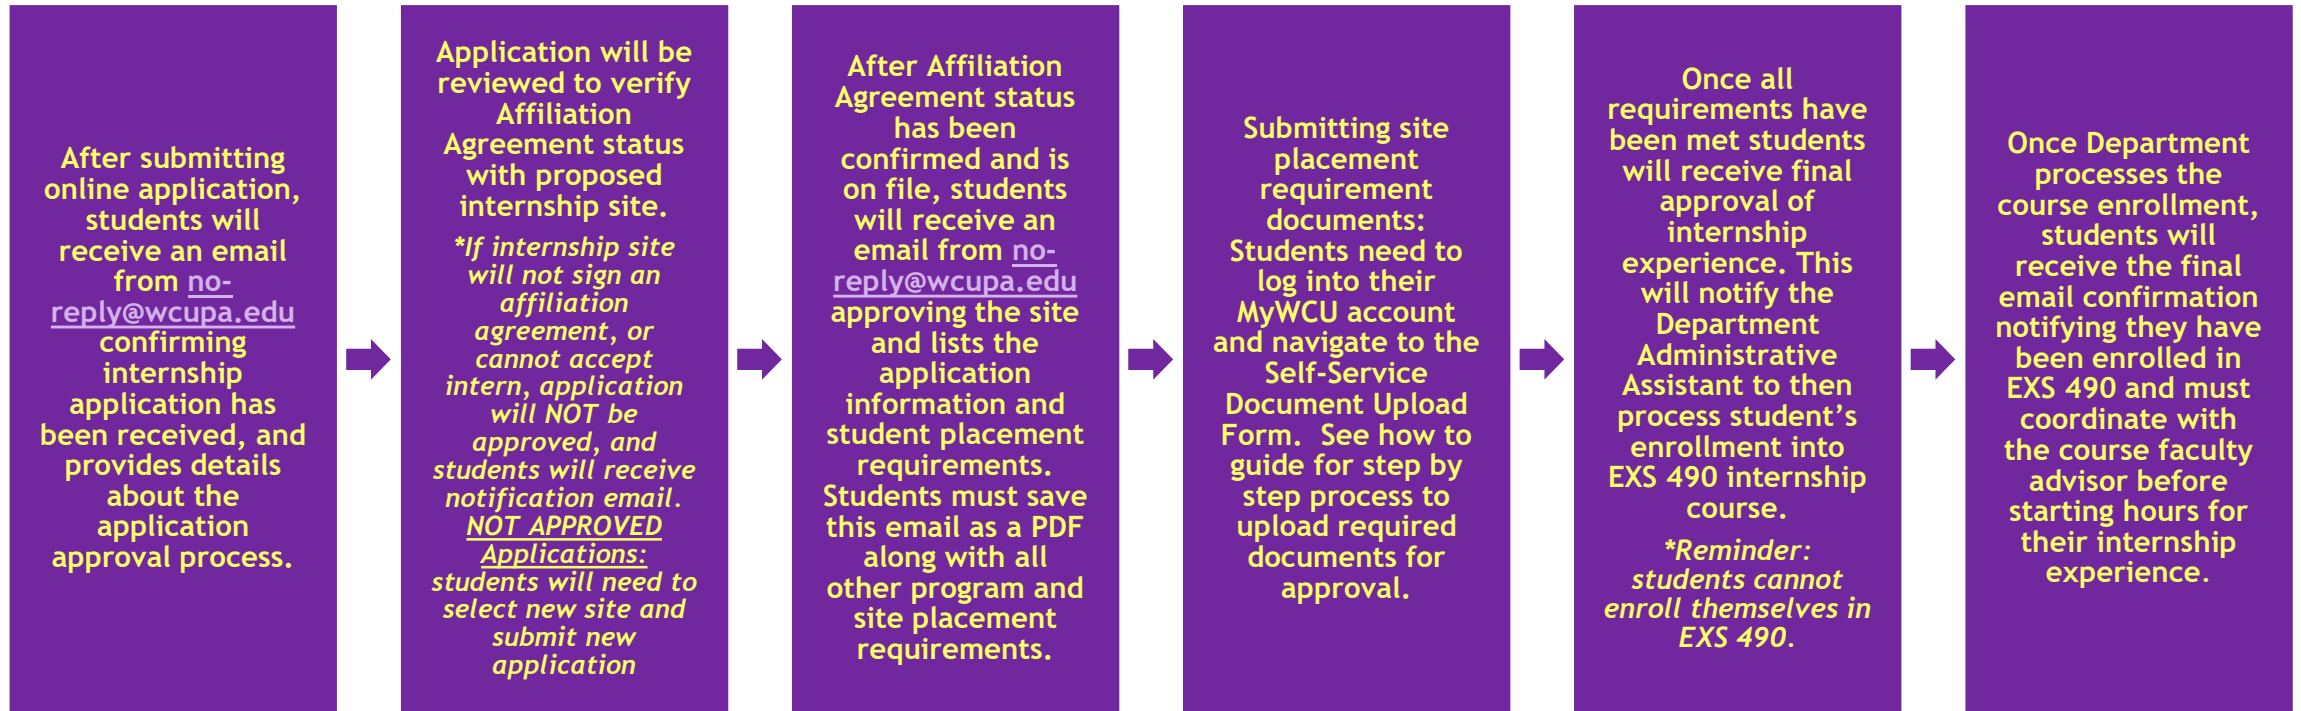 After submitting
online application,
students will
receive an email
from no-
reply@wcupa.edu
confirming
internship
application has
been received, and
provides details
about the
application
approval process.
Application will be
reviewed to verify
Affiliation
Agreement status
with proposed
internship site.
*If internship site
will not sign an
affiliation
agreement, or
cannot accept
intern, application
will NOT be
approved, and
students will receive
notification email.
NOT APPROVED
Applications:
students will need to
select new site and
submit new
application
After Affiliation
Agreement status
has been
confirmed and is
on file, students
will receive an
email from no-
reply@wcupa.edu
approving the site
and lists the
application
information and
student placement
requirements.
Students must save
this email as a PDF
along with all
other program and
site placement
requirements.
Submitting site
placement
requirement
documents:
Students need to
log into their
MyWCU account
and navigate to the
Self-Service
Document Upload
Form.  See how to
guide for step by
step process to
upload required
documents for
approval.
Once all
requirements have
been met students
will receive final
approval of
internship
experience. This
will notify the
Department
Administrative
Assistant to then
process student’s
enrollment into
EXS 490 internship
course.
*Reminder:
students cannot
enroll themselves in
EXS 490.
Once Department
processes the
course enrollment,
students will
receive the final
email confirmation
notifying they have
been enrolled in
EXS 490 and must
coordinate with
the course faculty
advisor before
starting hours for
their internship
experience.